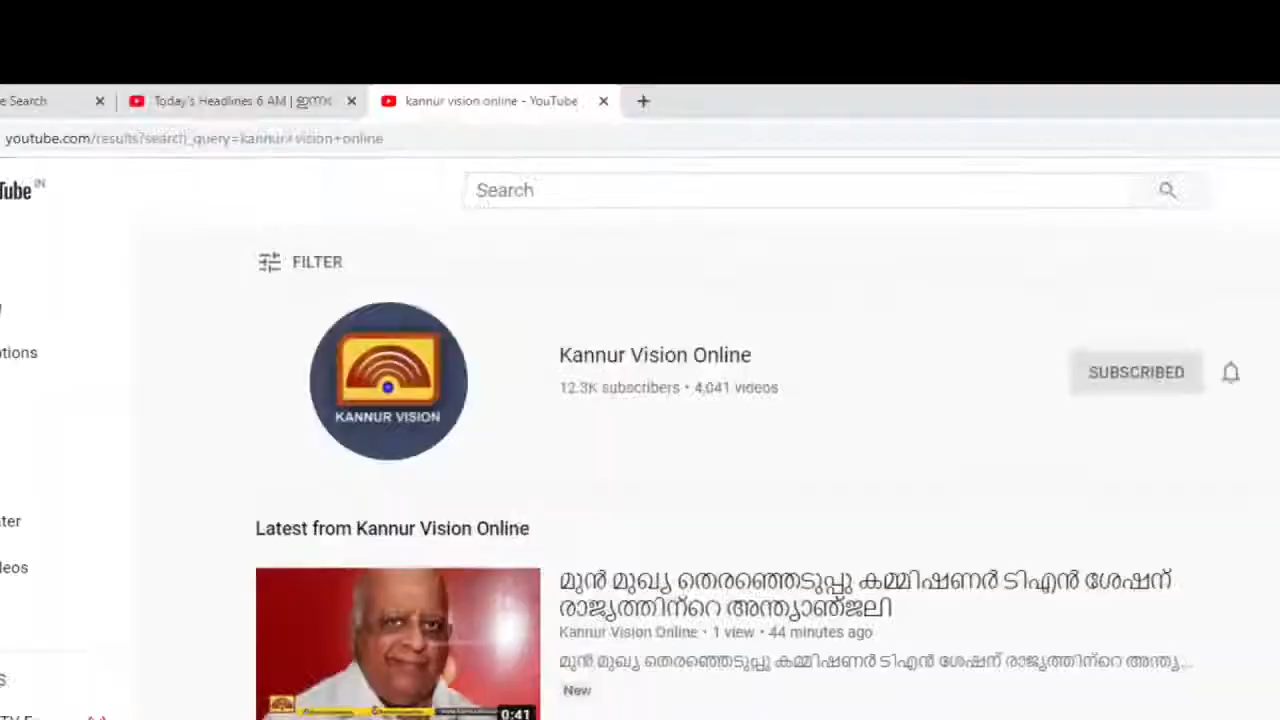 e Search
Today's Headlines 6 AM |
kannur vision online - YouTube
youtube.com/results?search_query=kannur+vision+online
Tube IN
Search
FILTER
KANNUR VISION
Kannur Vision Online
12.3K subscribers • 4,041 videos
SUBSCRIBED
Latest from Kannur Vision Online
മുൻ മുഖ്യ തെരഞ്ഞെടുപ്പു കമ്മിഷണർ ടിഎൻ ശേഷന്
രാജ്യത്തിന്റെ അന്ത്യാഞ്ജലി
Kannur Vision Online • 1 view • 44 minutes ago
മുൻ മുഖ്യ തെരഞ്ഞെടുപ്പു കമ്മിഷണർ ടിഎൻ ശേഷന് രാജ്യത്തിന്റെ അന്ത്യ...
New
0:41